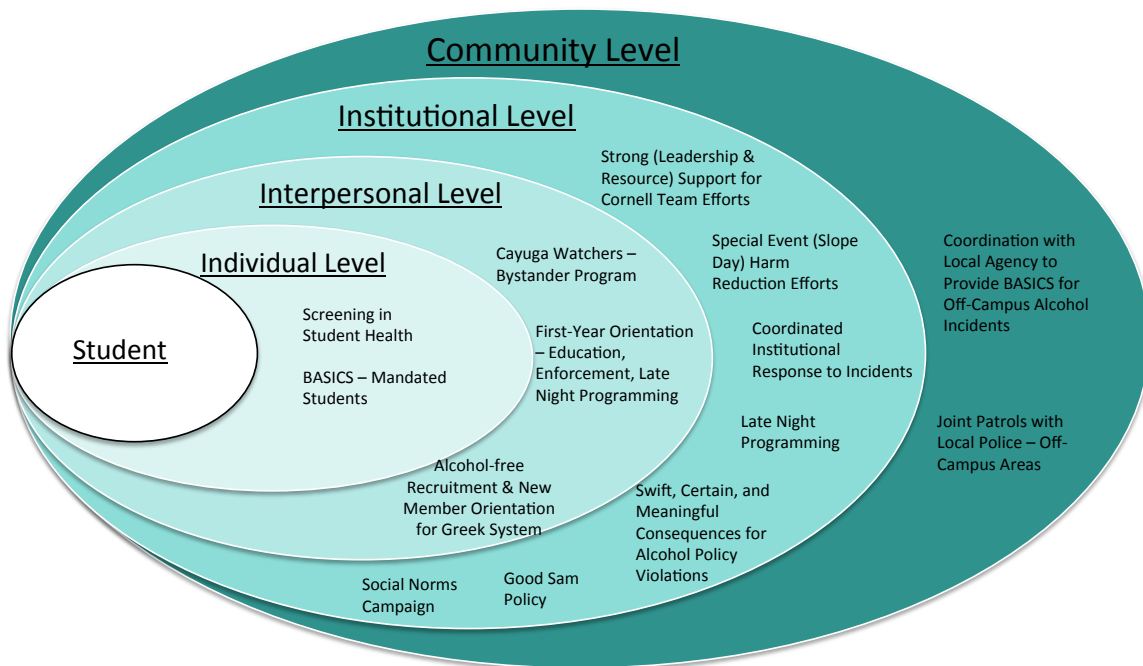 Community Level
Institutional Level
Strong (Leadership &
Resource) Support for
Cornell Team Efforts
Interpersonal Level
Cayuga Watchers –
Bystander Program
Special Event (Slope
Day) Harm
Reduction Efforts
Coordination with
Local Agency to
Provide BASICS for
Off-Campus Alcohol
Incidents
Individual Level
Screening in
Student Health
BASICS – Mandated
Students
Student
First-Year Orientation
– Education,
Enforcement, Late
Night Programming
Coordinated
Institutional
Response to Incidents
Late Night
Programming
Joint Patrols with
Local Police – Off-
Campus Areas
Alcohol-free
Recruitment & New
Member Orientation
for Greek System
Swift, Certain, and
Meaningful
Consequences for
Alcohol Policy
Violations
Social Norms
Campaign
Good Sam
Policy